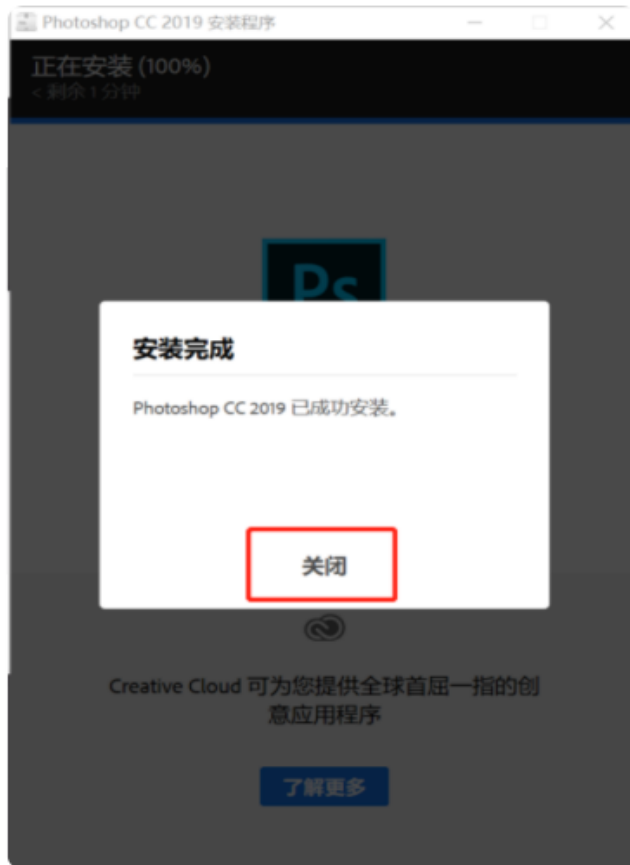 Photoshop CC 2019 安装程序
正在安装 (100%)
< 剩余 1 分钟
Ps
安装完成
Photoshop CC 2019 已成功安装。
关闭
Creative Cloud 可为您提供全球首屈一指的创
意应用程序
了解更多